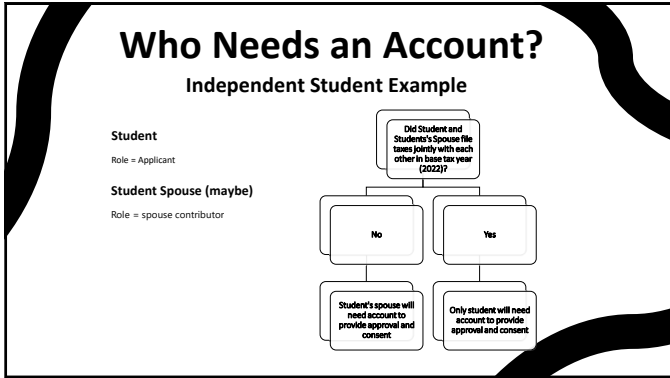 Who Needs an Account?
Independent Student Example
Student
Role = Applicant
Student Spouse (maybe)
Role = spouse contributor
Did Student and
Students's Spouse file
taxes jointly with each
other in base tax year
(2022)?
No
Yes
Student's spouse will
need account to
provide approval and
consent
Only student will need
account to provide
approval and consent